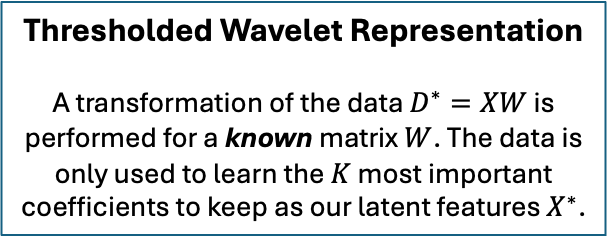 Thresholded Wavelet Representation
A transformation of the data D* = XW is
performed for a known matrix W. The data is
only used to learn the K most important
coefficients to keep as our latent features X*.